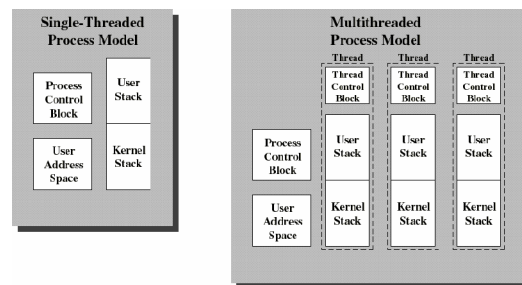 Single-Threaded
Process Model
Process
Control
Block
User
Stack
User
Address
Space
Kernel
Stack
Multithreaded
Process Model
Thread
Thread
Thread
Thread
Control
Block
Thread
Control
Block
Thread
Control
Block
Process
Control
Block
User
Stack
User
Stack
User
Stack
User
Address
Space
Kernel
Stack
Kernel
Stack
Kernel
Stack